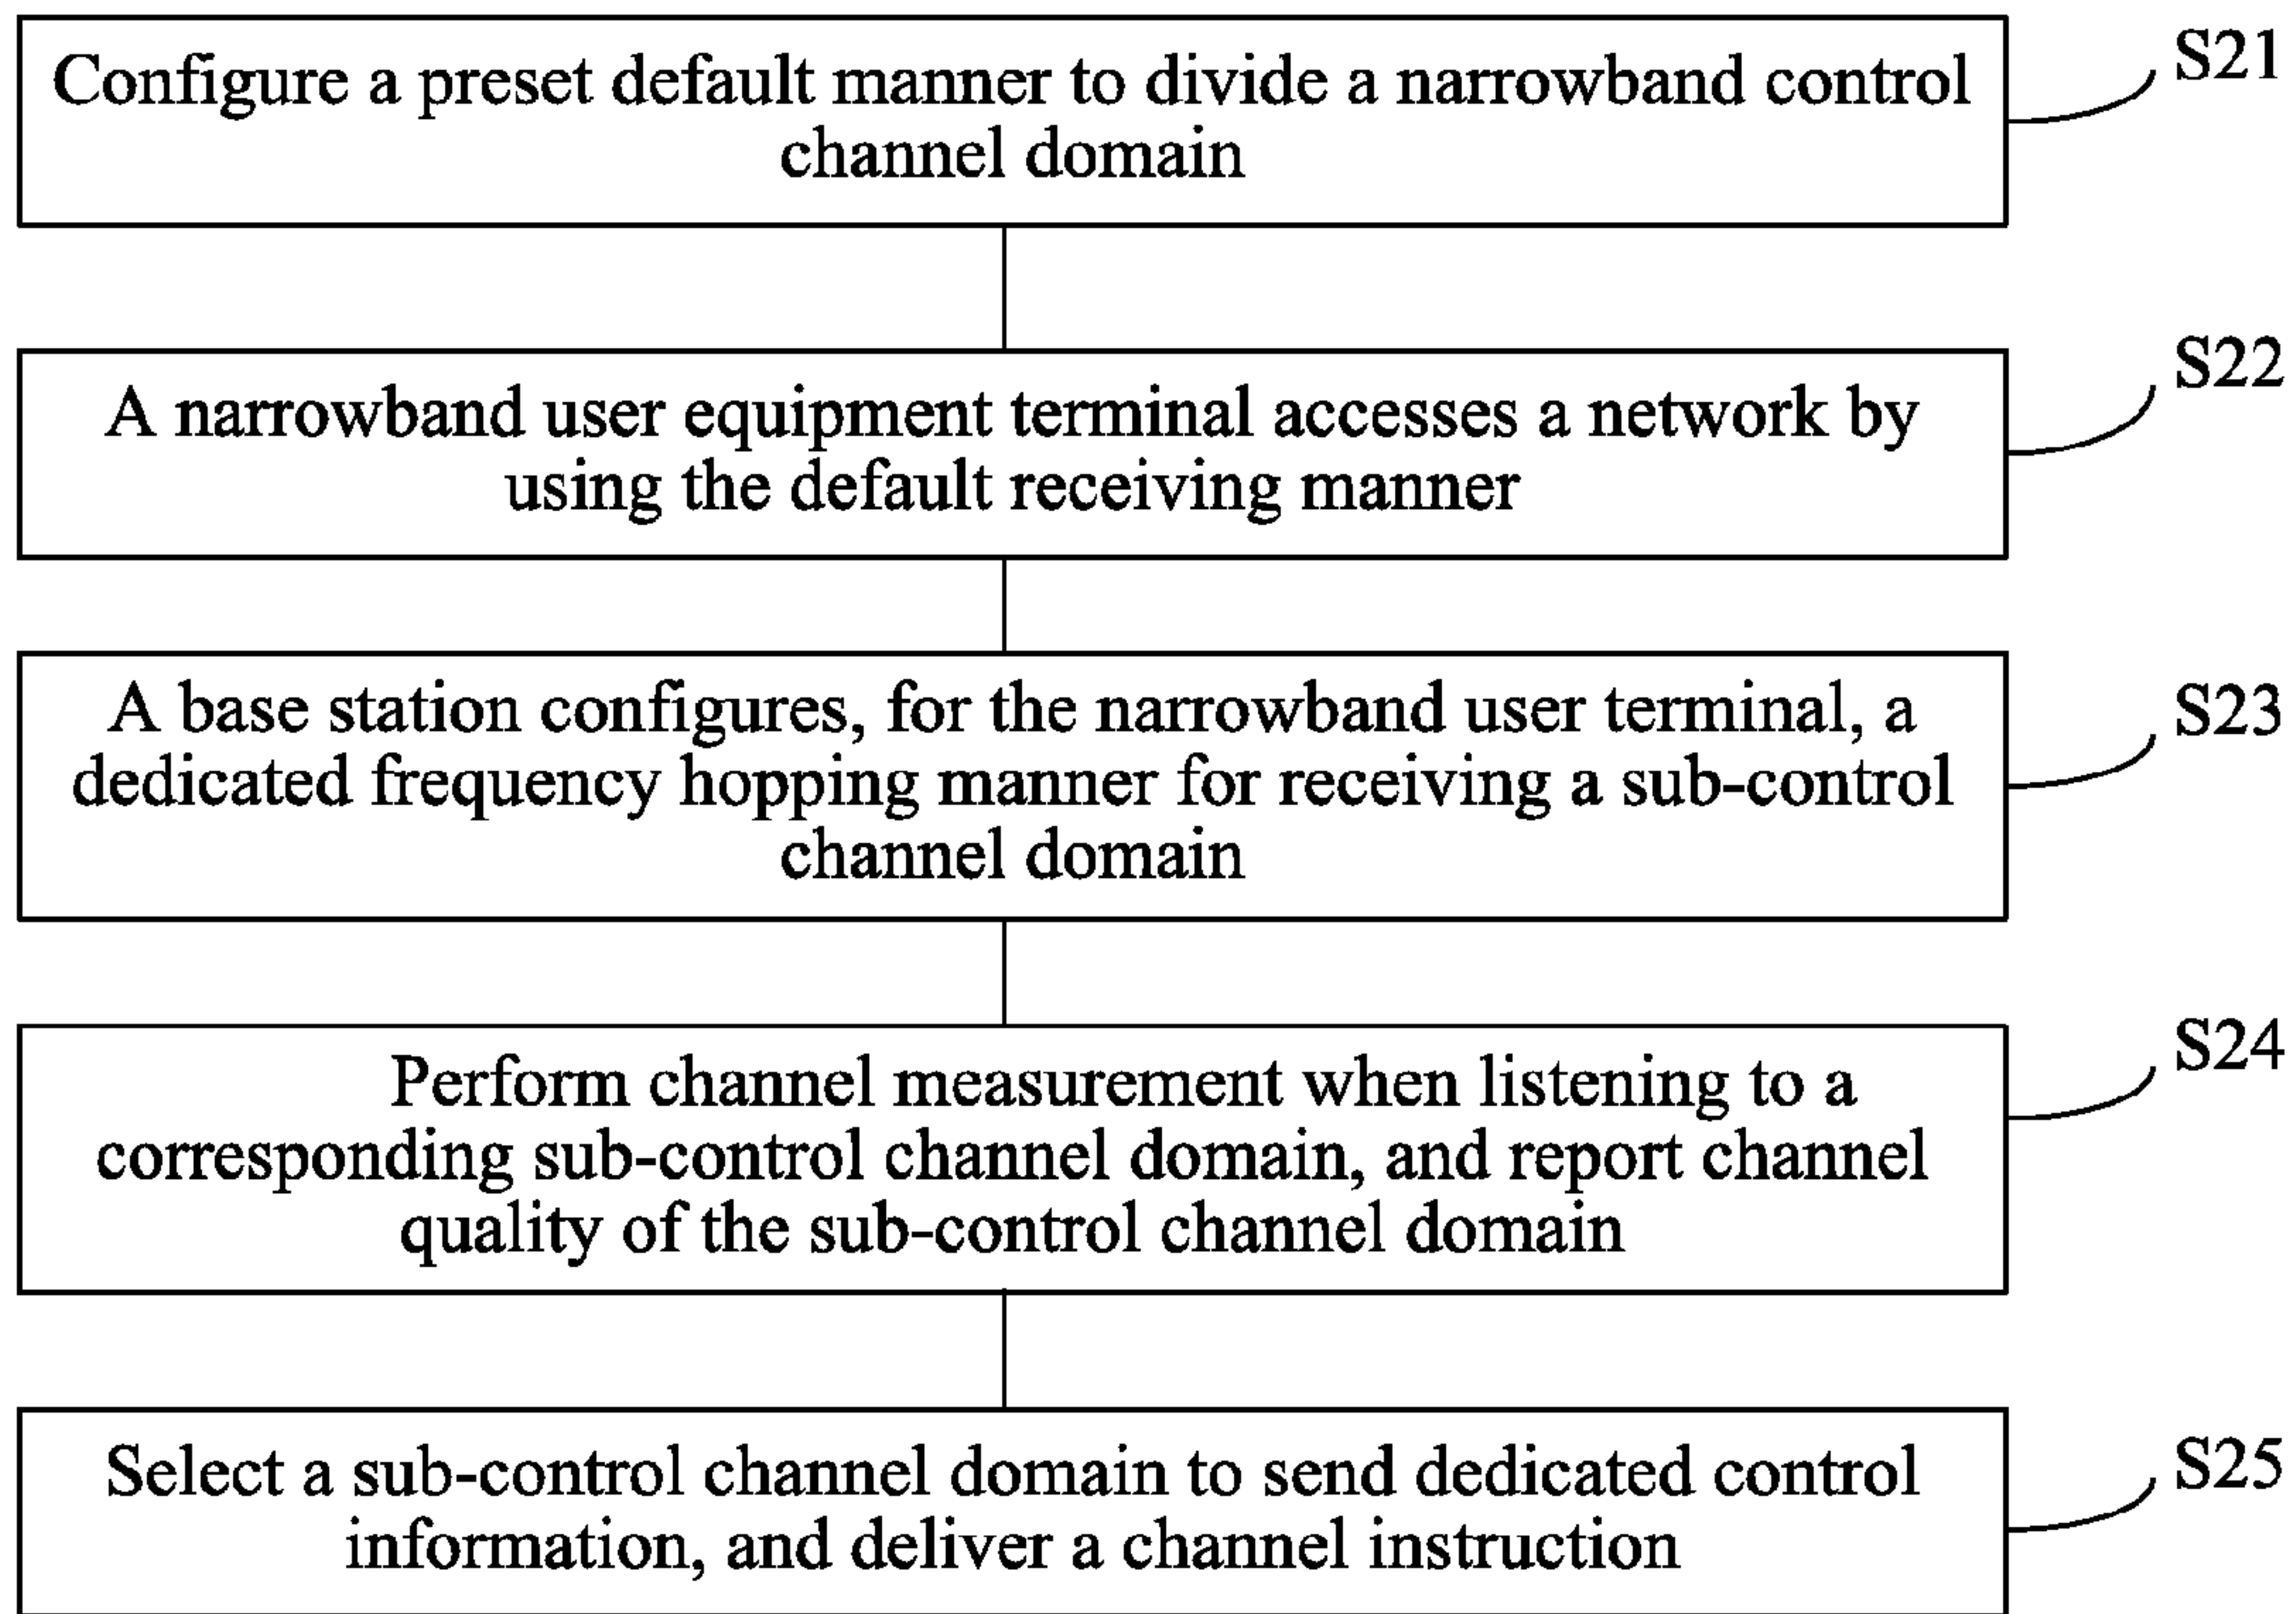 Configure a preset default manner to divide a narrowband control
channel domain
S21
A narrowband user equipment terminal accesses a network by
using the default receiving manner
S22
A base station configures, for the narrowband user terminal, a
dedicated frequency hopping manner for receiving a sub-control
channel domain
S23
Perform channel measurement when listening to a
corresponding sub-control channel domain, and report channel
quality of the sub-control channel domain
S24
Select a sub-control channel domain to send dedicated control
information, and deliver a channel instruction
S25